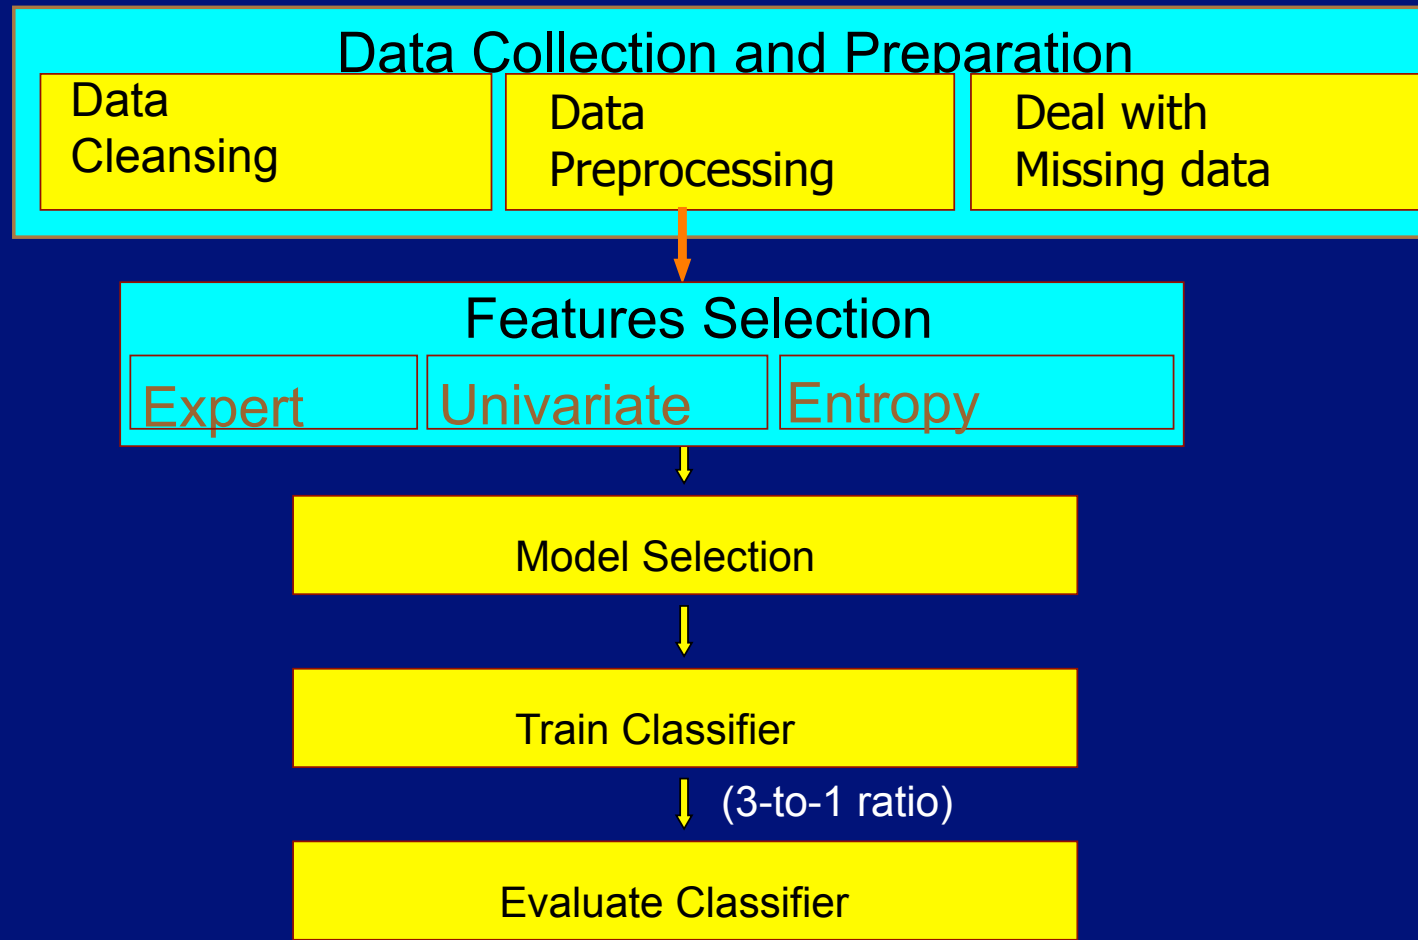 Data Collection and Preparation
Data
Cleansing
Data
Preprocessing
Deal with
Missing data
Features Selection
Expert
Univariate
Entropy
Model Selection
Train Classifier
(3-to-1 ratio)
Evaluate Classifier